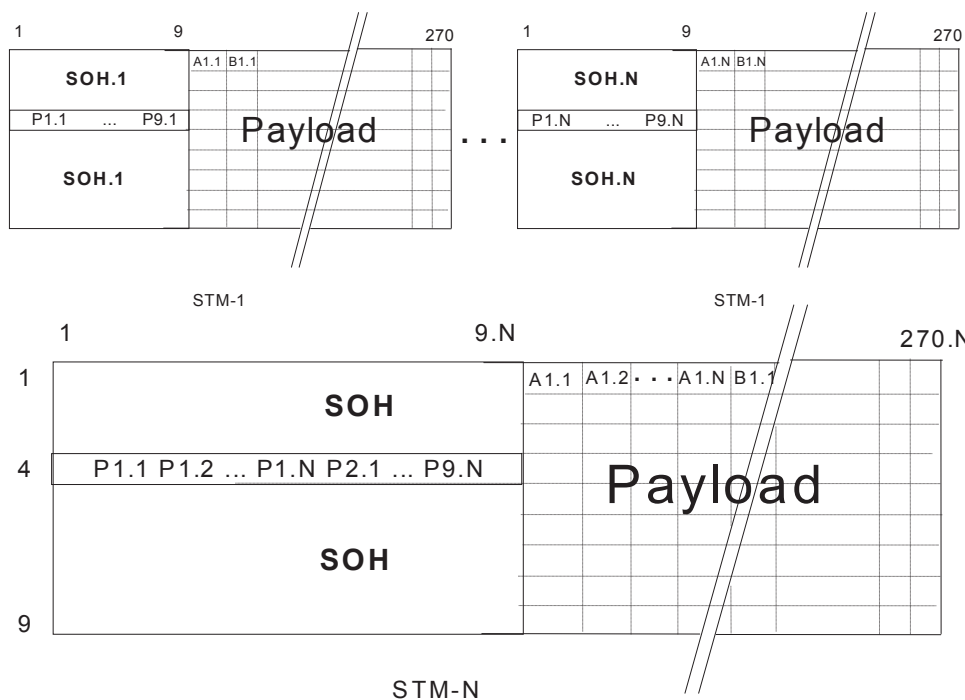 1 9 270 1 9 270
A1.1 B1.1 A1.N B1.N
SOH.1 SOH.N
P1.1 ... P9.1 Payload ... P1.N ... P9.N Payload
SOH.1 SOH.N
STM-1 STM-1
1 9.N 270.N
1 A1.1 A1.2 ... A1.N B1.1
SOH
4 P1.1 P1.2 ... P1.N P2.1 ... P9.N Payload
SOH
9
STM-N